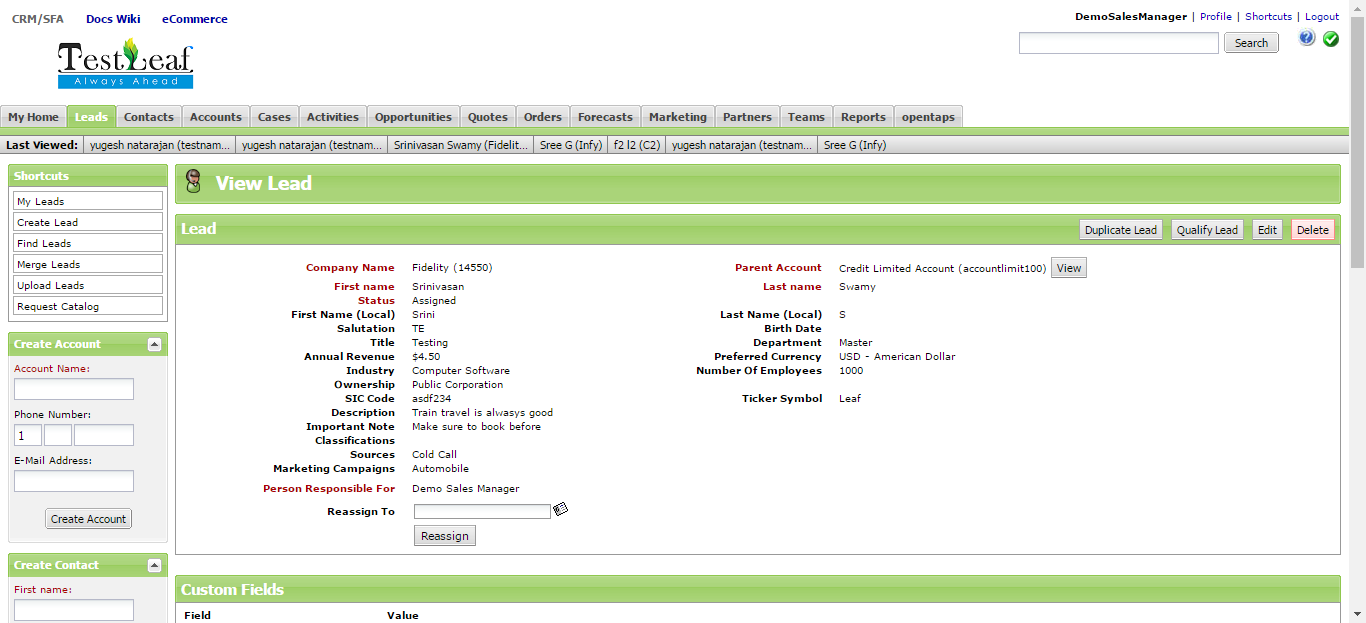 CRM/SFA Docs Wiki eCommerce
DemoSalesManager | Profile | Shortcuts | Logout
TestLeaf
Always Ahead
Search
My Home Leads Contacts Accounts Cases Activities Opportunities Quotes Orders Forecasts Marketing Partners Teams Reports opentaps
Last Viewed: yugesh natarajan (testnam... yugesh natarajan (testnam... Srinivasan Swamy (Fidelit... Sree G (Infy) f2 l2 (C2) yugesh natarajan (testnam... Sree G (Infy)
Shortcuts
My Leads
Create Lead
Find Leads
Merge Leads
Upload Leads
Request Catalog
Create Account
Account Name:
Phone Number:
1
E-Mail Address:
Create Account
Create Contact
First name:
View Lead
Lead Duplicate Lead Qualify Lead Edit Delete
Company Name Fidelity (14550) Parent Account Credit Limited Account (accountlimit100) View
First name Srinivasan Last name Swamy
Status Assigned
First Name (Local) Srini Last Name (Local) S
Salutation TE Birth Date
Title Testing Department Master
Annual Revenue $4.50 Preferred Currency USD - American Dollar
Industry Computer Software Number Of Employees 1000
Ownership Public Corporation
SIC Code asdf234 Ticker Symbol Leaf
Description Train travel is alwasys good
Important Note Make sure to book before
Classifications
Sources Cold Call
Marketing Campaigns Automobile
Person Responsible For Demo Sales Manager
Reassign To
Reassign
Custom Fields
Field Value